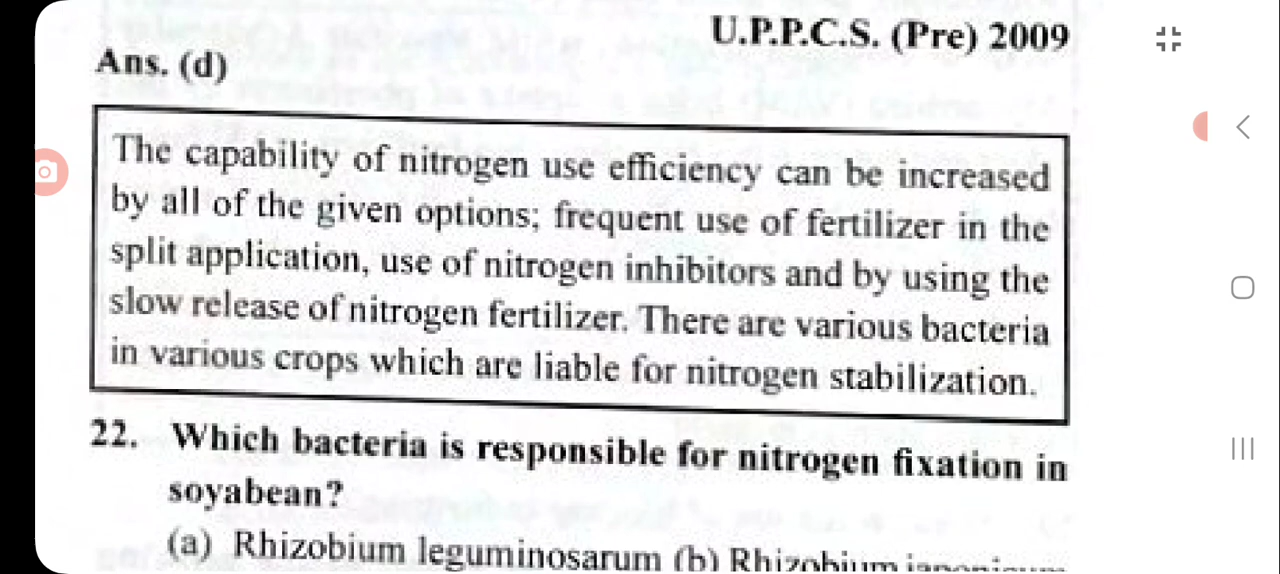 U.P.P.C.S. (Pre) 2009
Ans. (d)
The capability of nitrogen use efficiency can be increased
by all of the given options; frequent use of fertilizer in the
split application, use of nitrogen inhibitors and by using the
slow release of nitrogen fertilizer. There are various bacteria
in various crops which are liable for nitrogen stabilization.
22. Which bacteria is responsible for nitrogen fixation in
soyabean?
(a) Rhizobium leguminosarum (b) Rhizobium japonicum